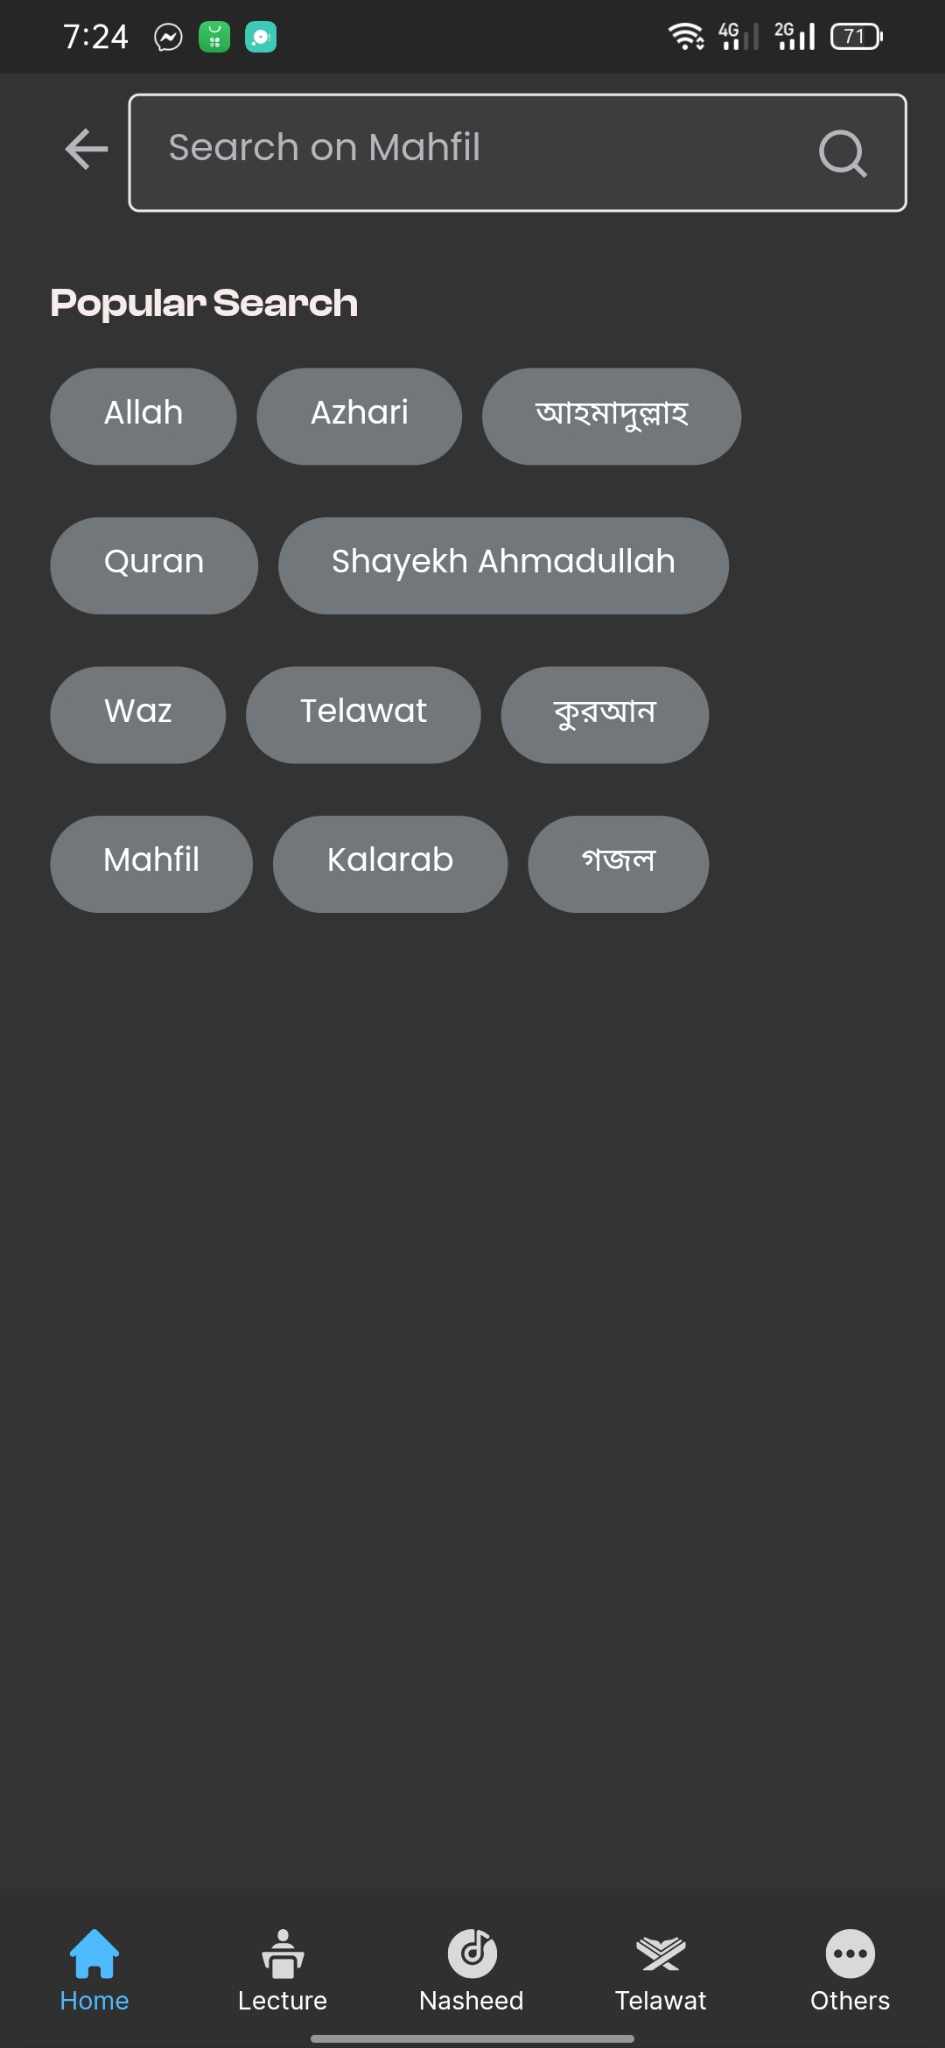 7:24 4G 2G 71
Search on Mahfil
Popular Search
Allah Azhari আহমাদুল্লাহ
Quran Shayekh Ahmadullah
Waz Telawat কুরআন
Mahfil Kalarab গজল
Home Lecture Nasheed Telawat Others